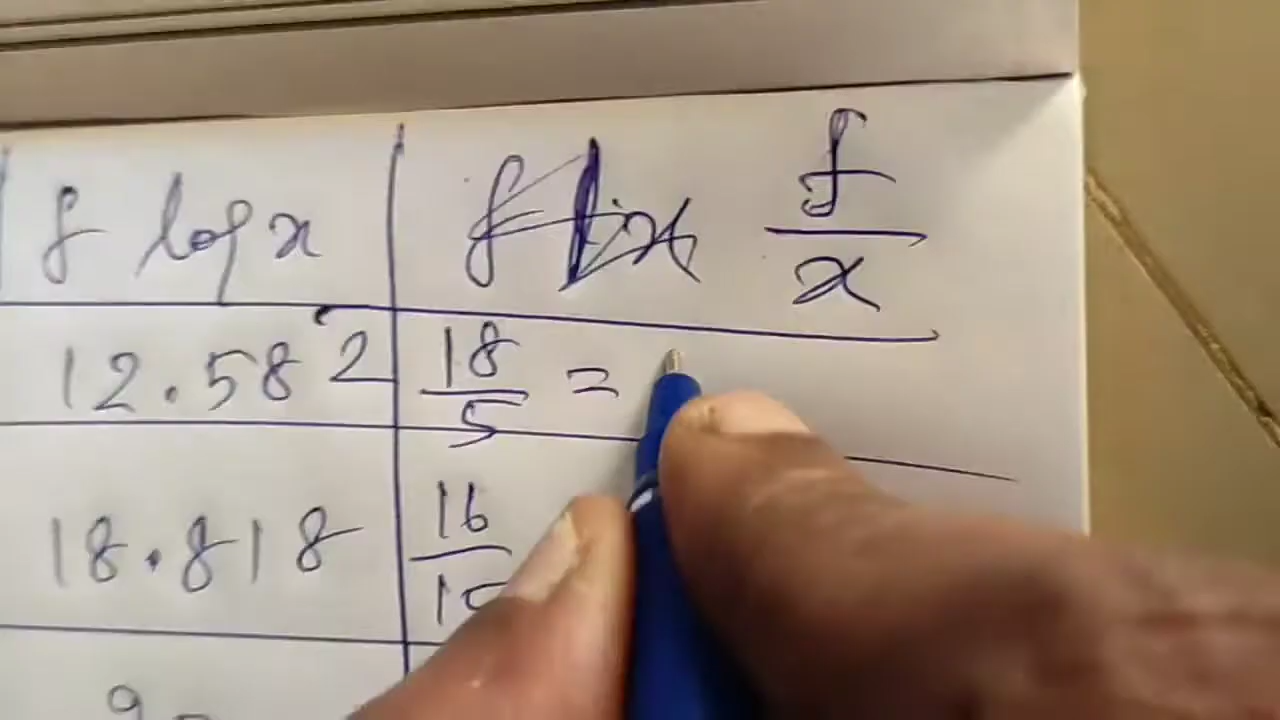 f log x f/x
12.582 18/5 =
18.818 16/